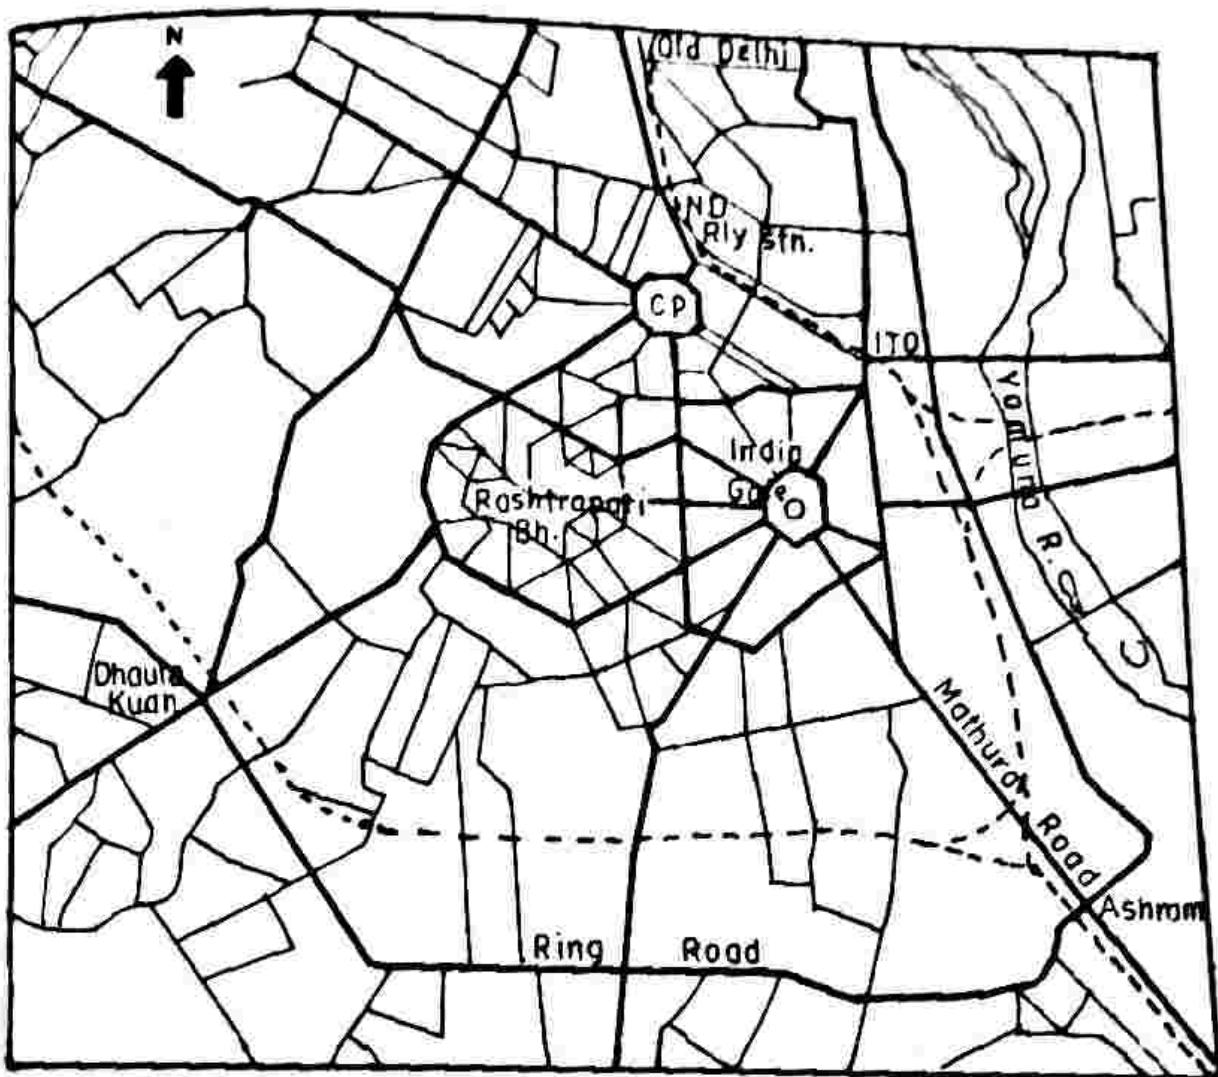 N
Old Delhi
ND
Rly Stn.
CP
ITO
Yamuna R.
India
Gate
Rashtrapati
Bh.
Dhaula
Kuan
Mathura Road
Ashram
Ring Road